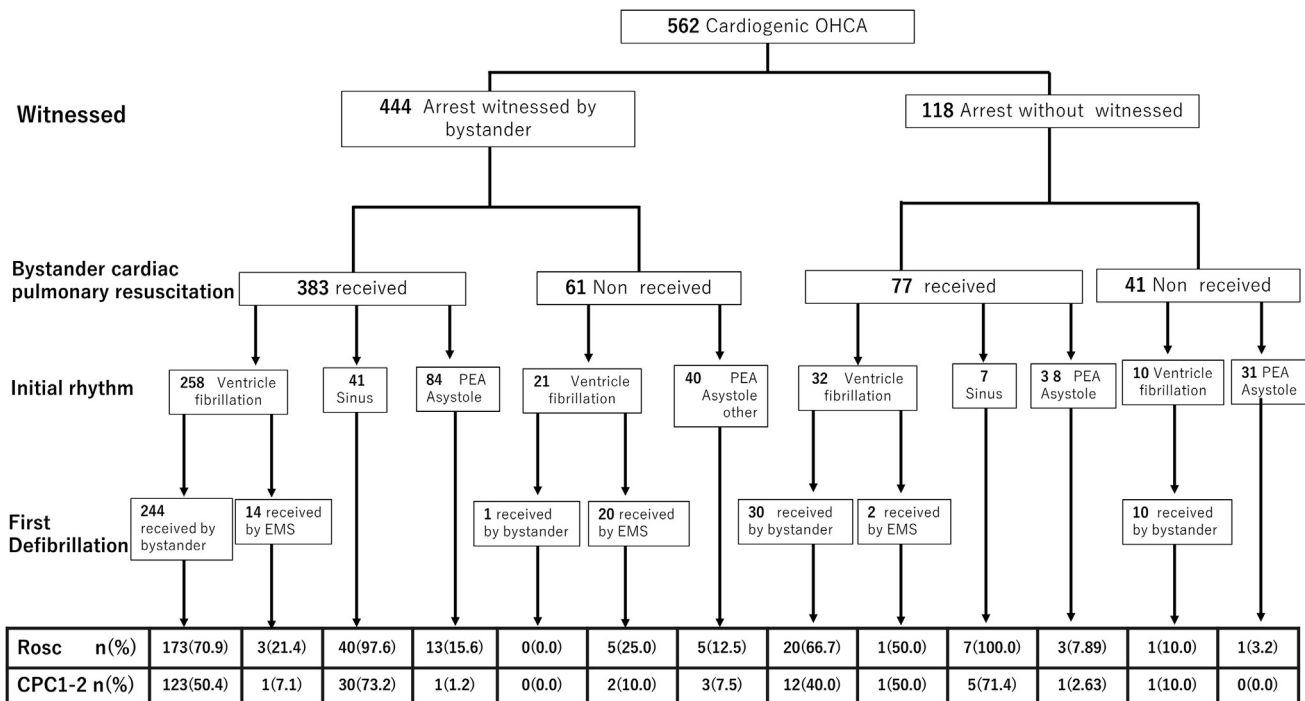 562 Cardiogenic OHCA
Witnessed
444 Arrest witnessed by
bystander
118 Arrest without witnessed
Bystander cardiac
pulmonary resuscitation
383 received
61 Non received
77 received
41 Non received
Initial rhythm
258 Ventricle
fibrillation
41
Sinus
84 PEA
Asystole
21 Ventricle
fibrillation
40 PEA
Asystole
other
32 Ventricle
fibrillation
7
Sinus
3 8 PEA
Asystole
10 Ventricle
fibrillation
31 PEA
Asystole
First
Defibrillation
244
received by
bystander
14 received
by EMS
1 received
by bystander
20 received
by EMS
30 received
by bystander
2 received
by EMS
10 received
by bystander
Rosc n(%) 173(70.9) 3(21.4) 40(97.6) 13(15.6) 0(0.0) 5(25.0) 5(12.5) 20(66.7) 1(50.0) 7(100.0) 3(7.89) 1(10.0) 1(3.2)
CPC1-2 n(%) 123(50.4) 1(7.1) 30(73.2) 1(1.2) 0(0.0) 2(10.0) 3(7.5) 12(40.0) 1(50.0) 5(71.4) 1(2.63) 1(10.0) 0(0.0)